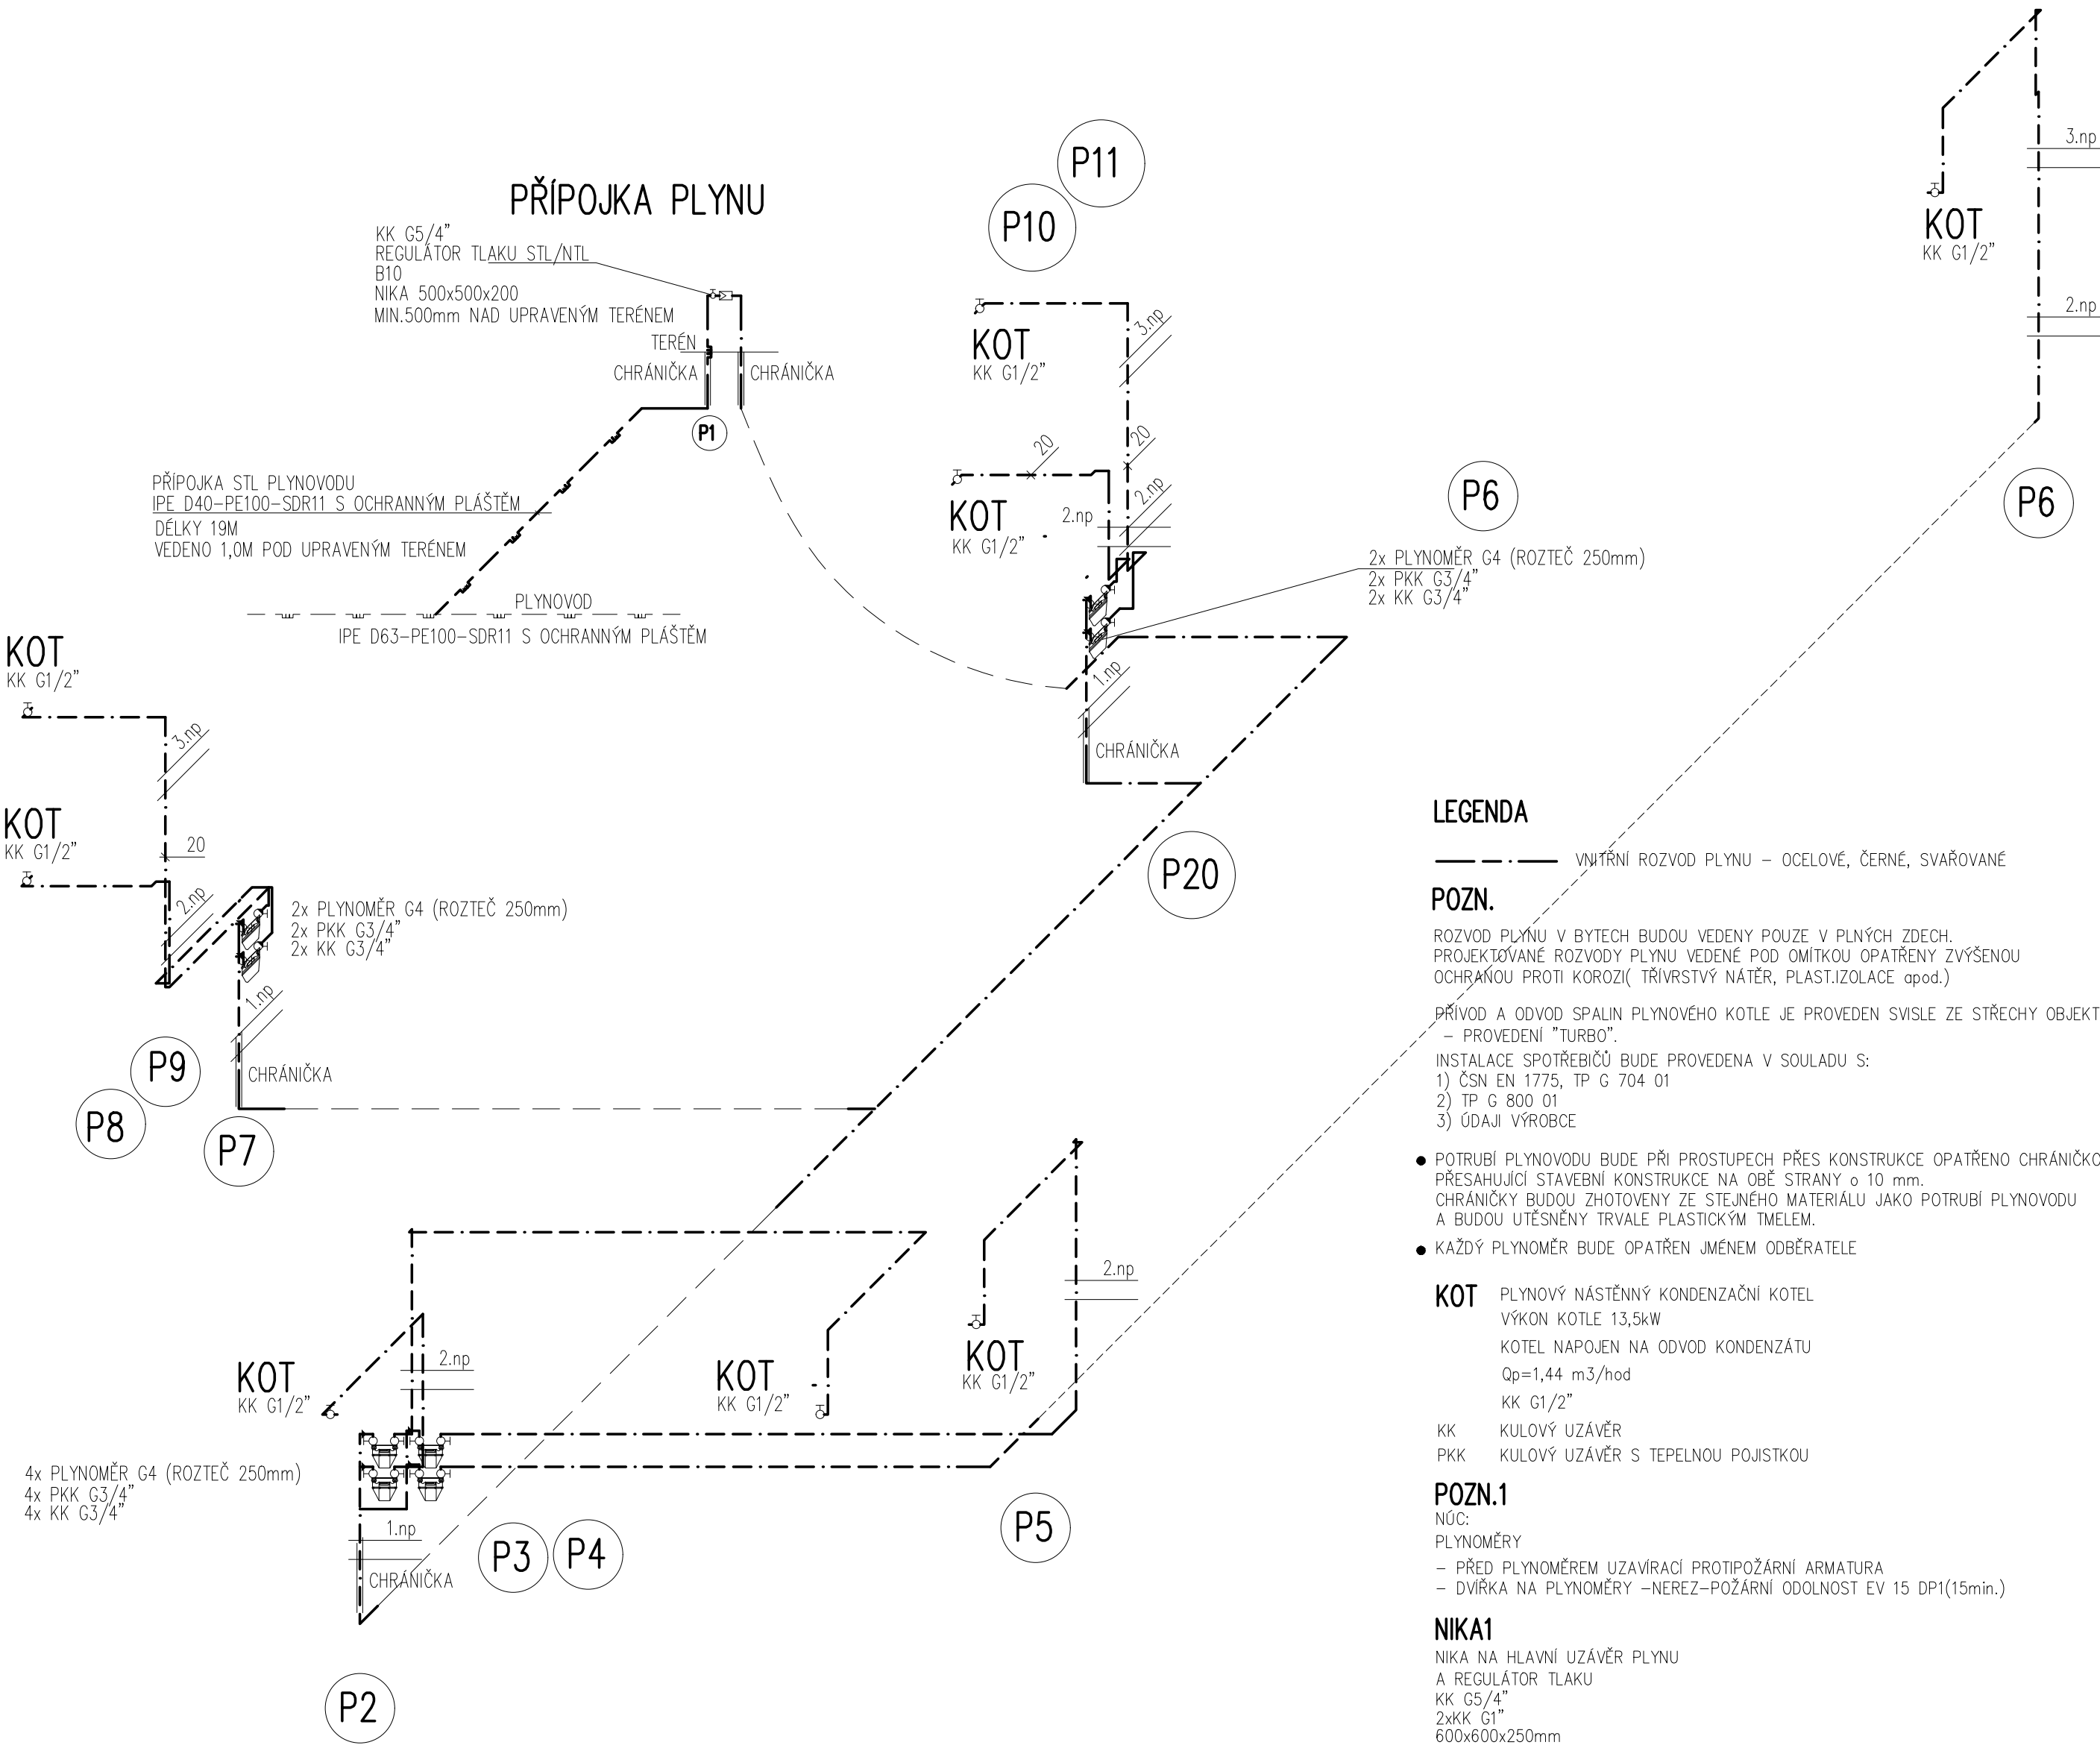 PŘÍPOJKA PLYNU
KK G5/4"
REGULÁTOR TLAKU STL/NTL
B10
NIKA 500x500x200
MIN.500mm NAD UPRAVENÝM TERÉNEM
TERÉN
CHRÁNIČKA
CHRÁNIČKA
P1
PŘÍPOJKA STL PLYNOVODU
IPE D40-PE100-SDR11 S OCHRANNÝM PLÁŠTĚM
DÉLKY 19M
VEDENO 1,0M POD UPRAVENÝM TERÉNEM
PLYNOVOD
IPE D63-PE100-SDR11 S OCHRANNÝM PLÁŠTĚM
P11
P10
KOT
KK G1/2"
3.np
20
20
KOT
KK G1/2"
2.np
2.np
P6
2x PLYNOMĚR G4 (ROZTEČ 250mm)
2x PKK G3/4"
2x KK G3/4"
1.np
CHRÁNIČKA
P20
KOT
KK G1/2"
3.np
2.np
P6
KOT
KK G1/2"
3.np
KOT
KK G1/2"
20
2.np
2x PLYNOMĚR G4 (ROZTEČ 250mm)
2x PKK G3/4"
2x KK G3/4"
1.np
CHRÁNIČKA
P9
P8
P7
2.np
KOT
KK G1/2"
2.np
KOT
KK G1/2"
KOT
KK G1/2"
4x PLYNOMĚR G4 (ROZTEČ 250mm)
4x PKK G3/4"
4x KK G3/4"
1.np
CHRÁNIČKA
P3
P4
P5
P2
LEGENDA
VNITŘNÍ ROZVOD PLYNU - OCELOVÉ, ČERNÉ, SVAŘOVANÉ
POZN.
ROZVOD PLYNU V BYTECH BUDOU VEDENY POUZE V PLNÝCH ZDECH.
PROJEKTOVANÉ ROZVODY PLYNU VEDENÉ POD OMÍTKOU OPATŘENY ZVÝŠENOU
OCHRANOU PROTI KOROZI( TŘÍVRSTVÝ NÁTĚR, PLAST.IZOLACE apod.)
PŘÍVOD A ODVOD SPALIN PLYNOVÉHO KOTLE JE PROVEDEN SVISLE ZE STŘECHY OBJEKT
- PROVEDENÍ "TURBO".
INSTALACE SPOTŘEBIČŮ BUDE PROVEDENA V SOULADU S:
1) ČSN EN 1775, TP G 704 01
2) TP G 800 01
3) ÚDAJI VÝROBCE
● POTRUBÍ PLYNOVODU BUDE PŘI PROSTUPECH PŘES KONSTRUKCE OPATŘENO CHRÁNIČKO
PŘESAHUJÍCÍ STAVEBNÍ KONSTRUKCE NA OBĚ STRANY o 10 mm.
CHRÁNIČKY BUDOU ZHOTOVENY ZE STEJNÉHO MATERIÁLU JAKO POTRUBÍ PLYNOVODU
A BUDOU UTĚSNĚNY TRVALE PLASTICKÝM TMELEM.
● KAŽDÝ PLYNOMĚR BUDE OPATŘEN JMÉNEM ODBĚRATELE
KOT PLYNOVÝ NÁSTĚNNÝ KONDENZAČNÍ KOTEL
VÝKON KOTLE 13,5kW
KOTEL NAPOJEN NA ODVOD KONDENZÁTU
Qp=1,44 m3/hod
KK G1/2"
KK KULOVÝ UZÁVĚR
PKK KULOVÝ UZÁVĚR S TEPELNOU POJISTKOU
POZN.1
NÚC:
PLYNOMĚRY
- PŘED PLYNOMĚREM UZAVÍRACÍ PROTIPOŽÁRNÍ ARMATURA
- DVÍŘKA NA PLYNOMĚRY -NEREZ-POŽÁRNÍ ODOLNOST EV 15 DP1(15min.)
NIKA1
NIKA NA HLAVNÍ UZÁVĚR PLYNU
A REGULÁTOR TLAKU
KK G5/4"
2xKK G1"
600x600x250mm